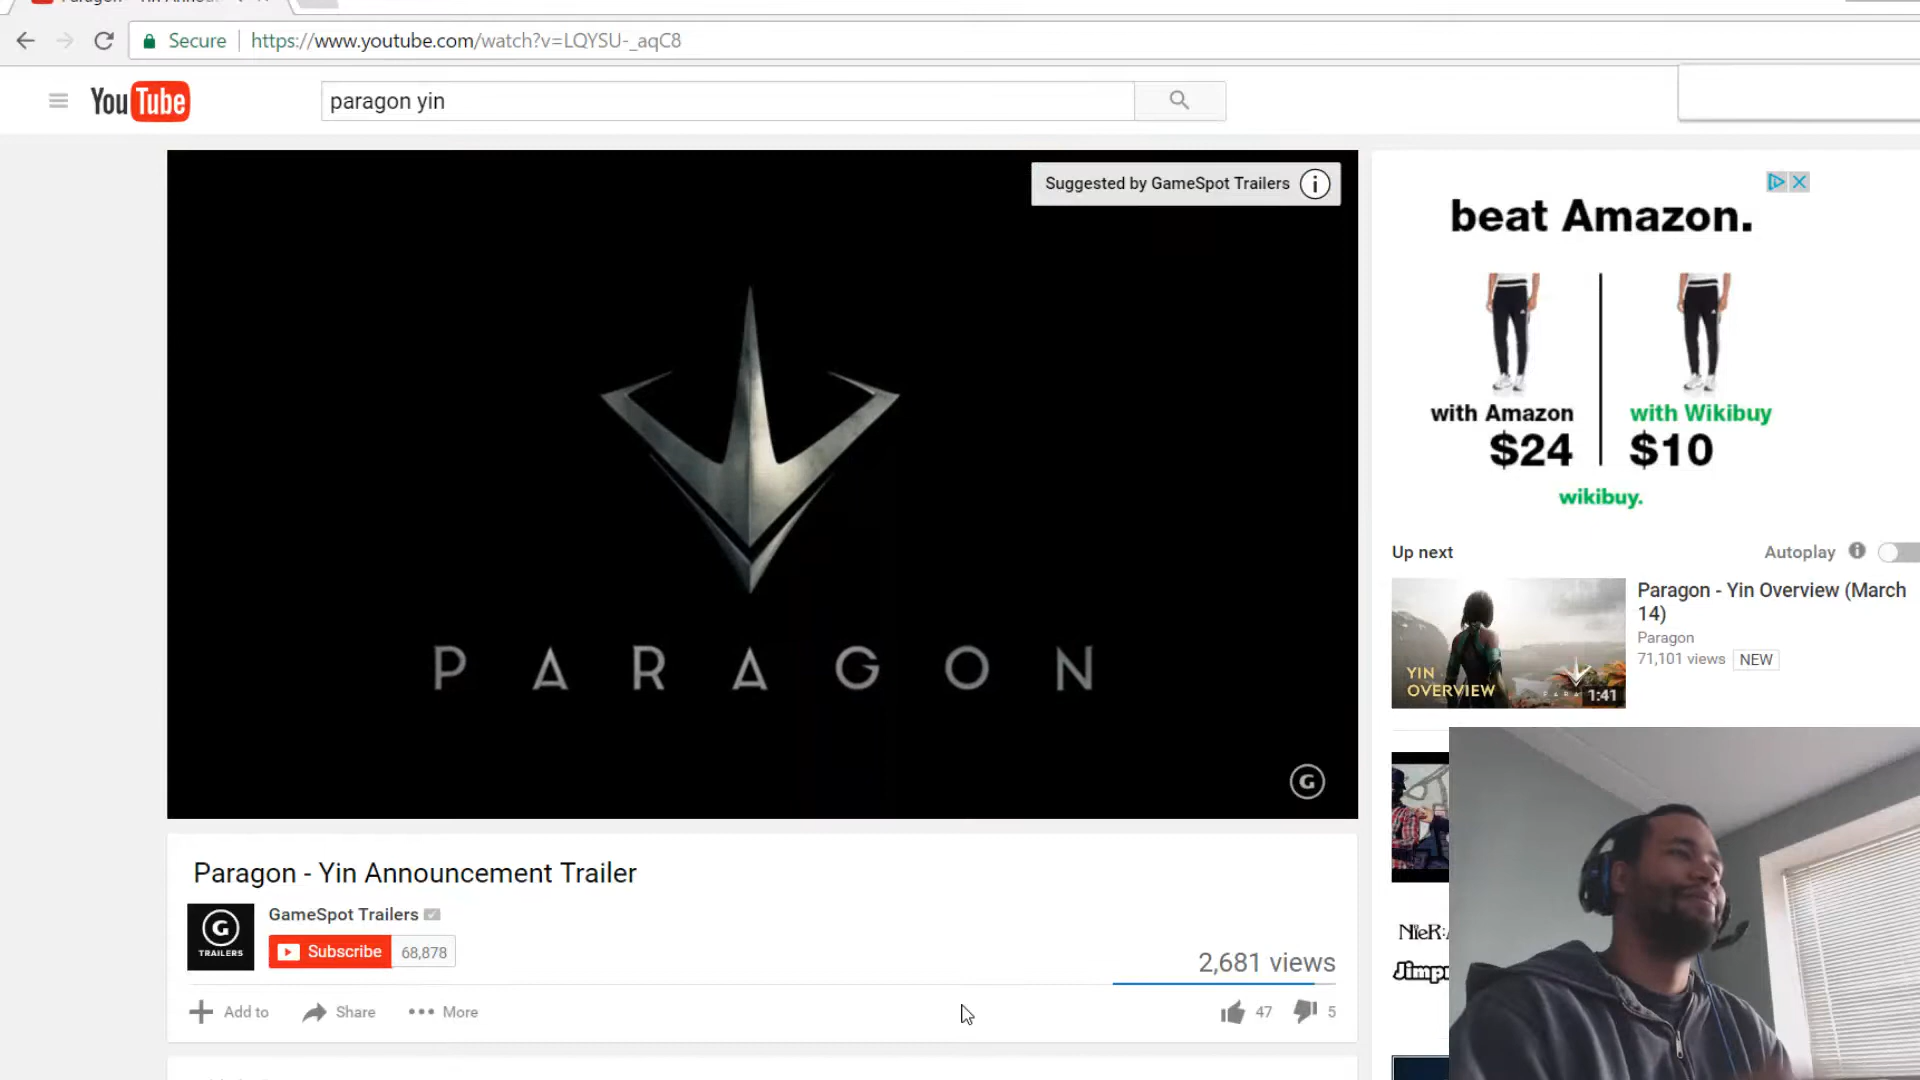 Secure
https://www.youtube.com/watch?v=LQYSU-_aqC8
YouTube
paragon yin
Suggested by GameSpot Trailers
PARAGON
G
Paragon - Yin Announcement Trailer
G
TRAILERS
GameSpot Trailers
Subscribe 68,878
2,681 views
Add to
Share
More
47
5
beat Amazon.
with Amazon
$24
with Wikibuy
$10
wikibuy.
Up next
Autoplay
YIN
OVERVIEW
1:41
Paragon - Yin Overview (March
14)
Paragon
71,101 views NEW